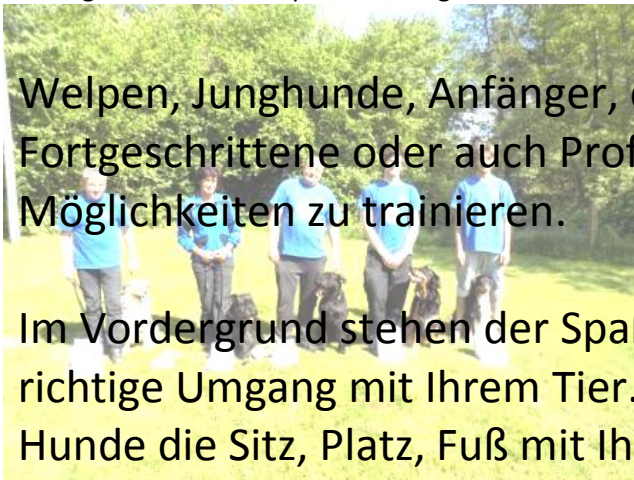 Welpen, Junghunde, Anfänger,
Fortgeschrittene oder auch
Möglichkeiten zu trainieren.
Im Vordergrund stehen der
richtige Umgang mit Ihrem Tier.
Hunde die Sitz, Platz, Fuß mit